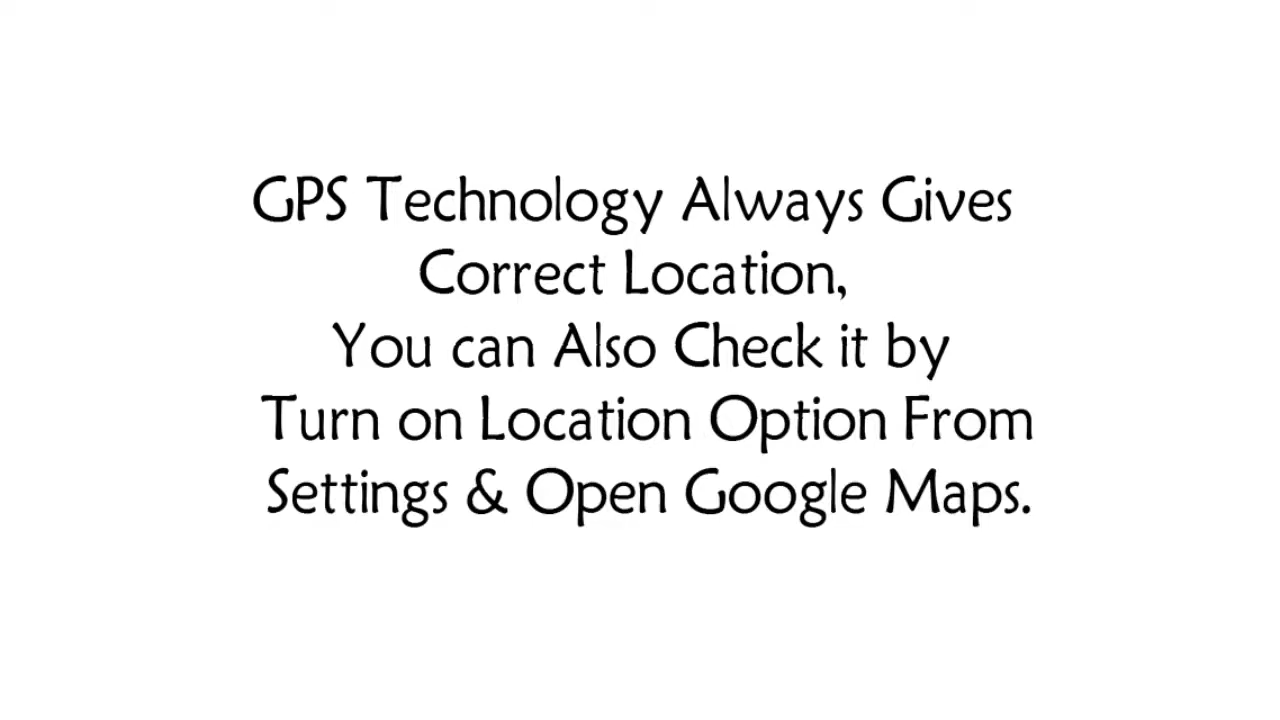 GPS Technology Always Gives
Correct Location,
You can Also Check it by
Turn on Location Option From
Settings & Open Google Maps.